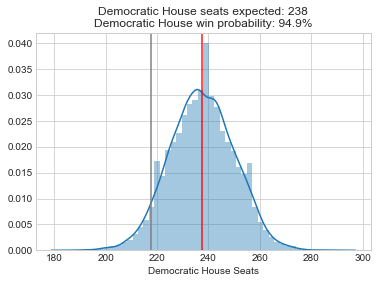 Democratic House seats expected: 238
Democratic House win probability: 94.9%
0.040
0.035
0.030
0.025
0.020
0.015
0.010
0.005
0.000
180 200 220 240 260 280 300
Democratic House Seats